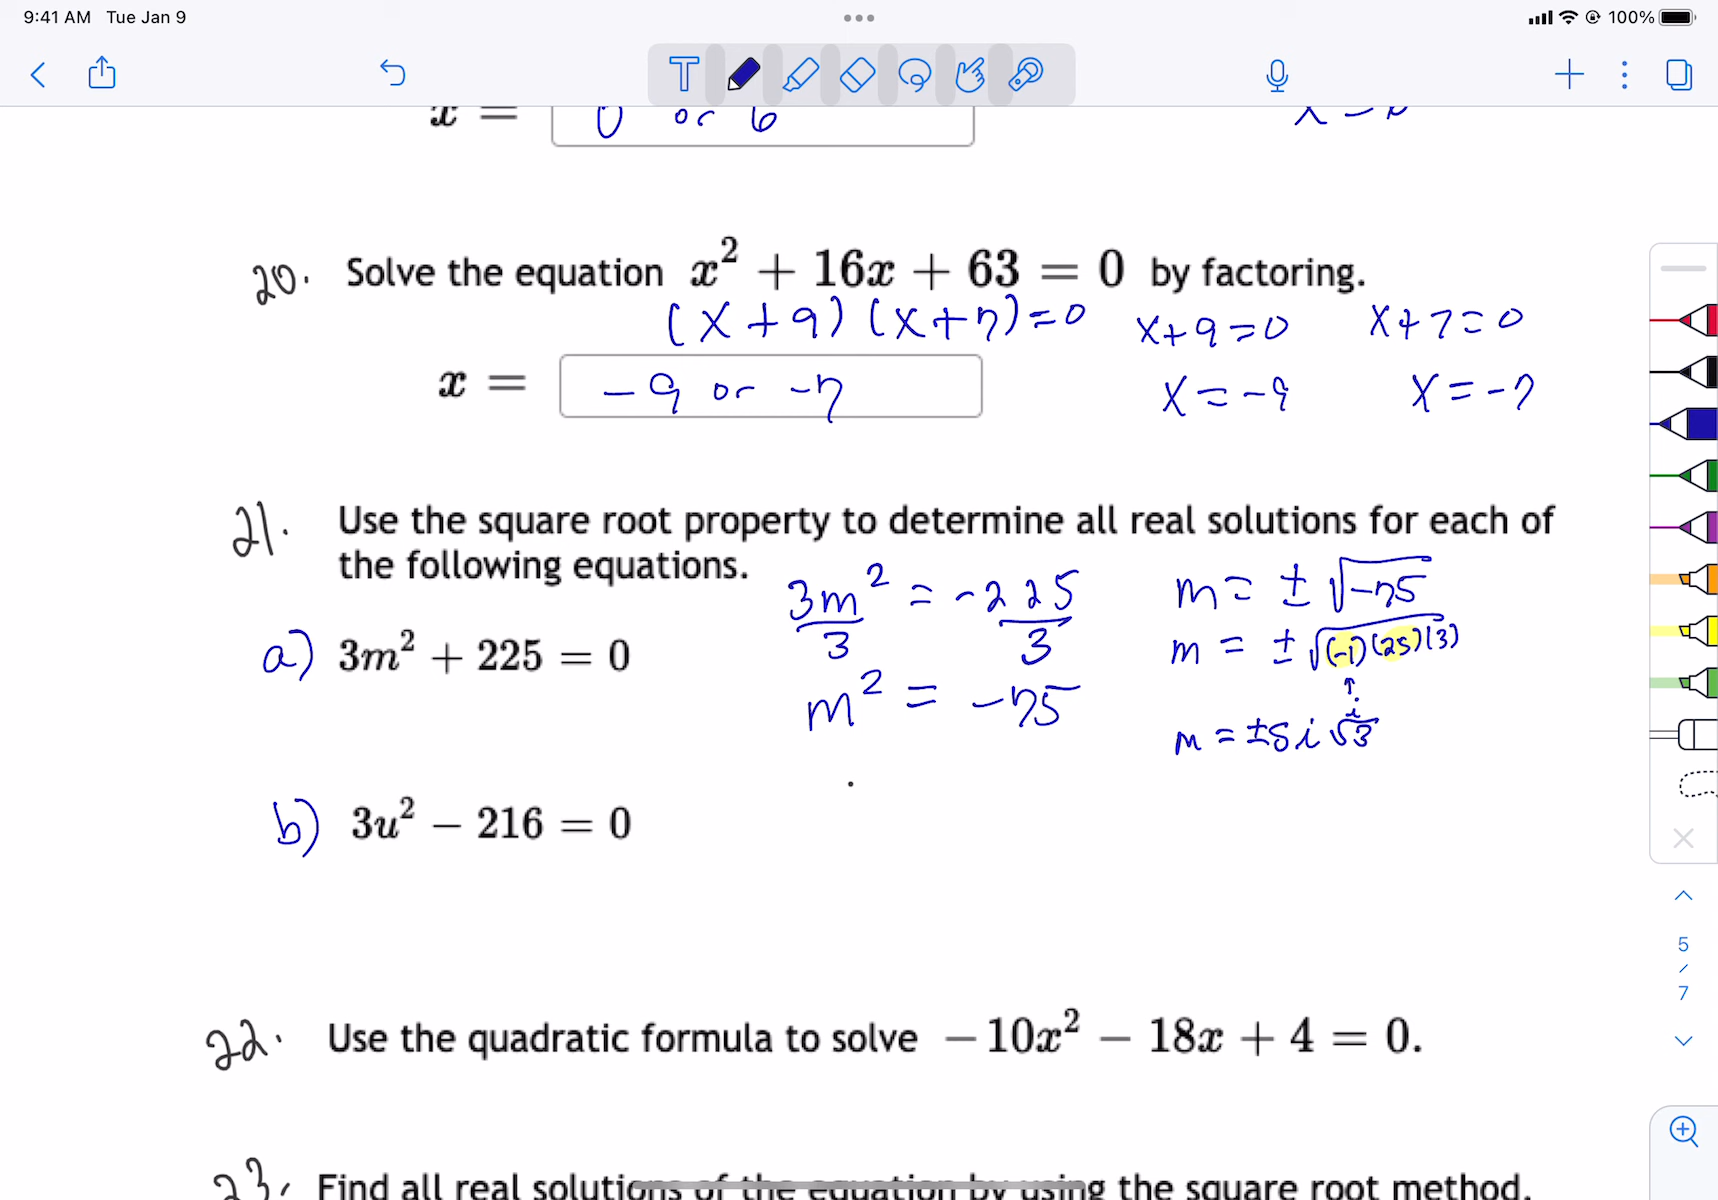 9:41 AM Tue Jan 9
100%
x = 0 or 6
20. Solve the equation x² + 16x + 63 = 0 by factoring.
(x+9)(x+7)=0 x+9=0 x+7=0
x = -9 or -7 x=-9 x=-7
21. Use the square root property to determine all real solutions for each of
the following equations.
3m² = -225 m= ±√-75
3 3 m = ±√(-1)(25)(3)
a) 3m² + 225 = 0
m² = -75 ↑
i
m = ±5i√3
b) 3u² − 216 = 0
5
/
7
22. Use the quadratic formula to solve −10x² − 18x + 4 = 0.
23. Find all real solutions of the equation by using the square root method.